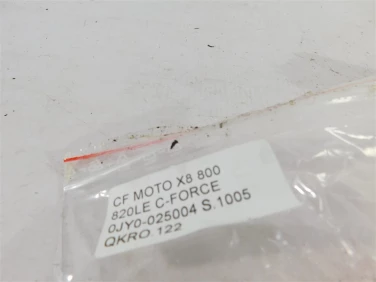 CF MOTO X8 800
820LE C-FORCE
0JY0-025004 S.1005
QKRO.122